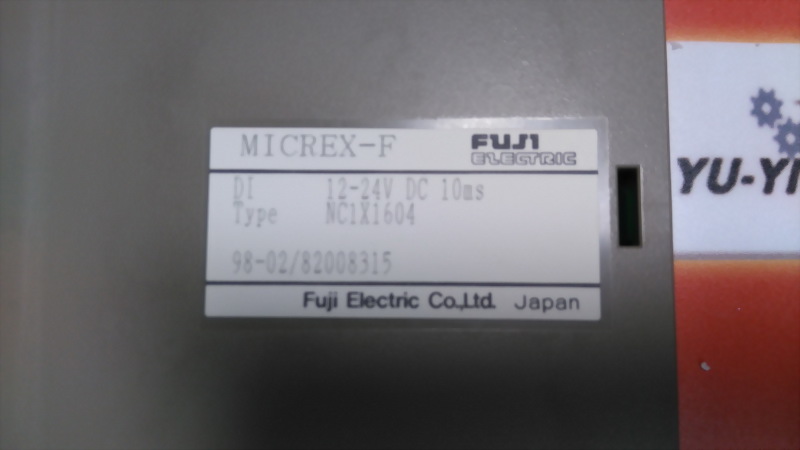 MICREX-F FUJI ELECTRIC
DI 12-24V DC 10ms
Type NC1X1604
98-02/82008315
Fuji Electric Co.,Ltd. Japan
YU-YI